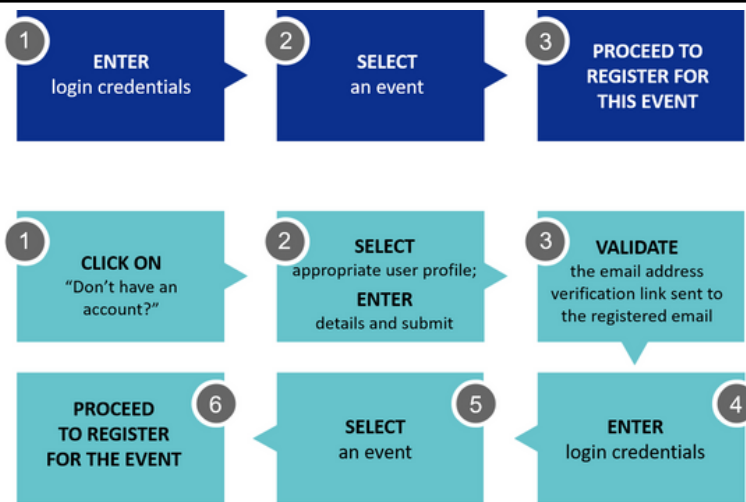 1
ENTER
login credentials
2
SELECT
an event
3
PROCEED TO
REGISTER FOR
THIS EVENT
1
CLICK ON
“Don’t have an
account?”
2
SELECT
appropriate user profile;
ENTER
details and submit
3
VALIDATE
the email address
verification link sent to
the registered email
4
ENTER
login credentials
5
SELECT
an event
6
PROCEED
TO REGISTER
FOR THE EVENT